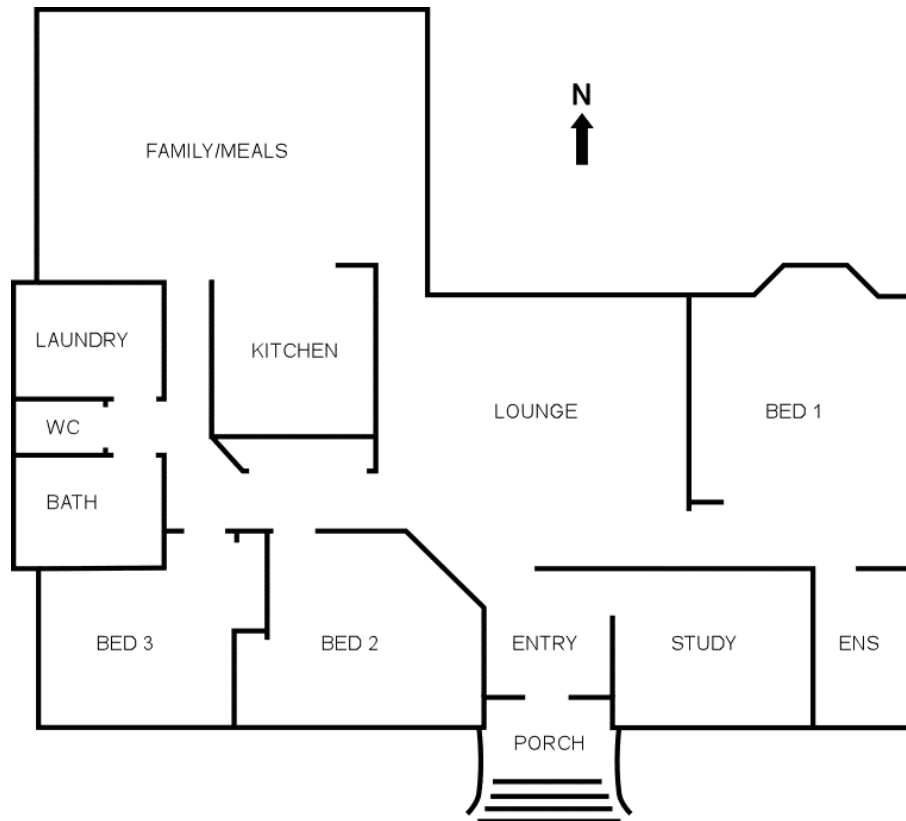 N
FAMILY/MEALS
LAUNDRY
KITCHEN
LOUNGE
BED 1
WC
BATH
BED 3
BED 2
ENTRY
STUDY
ENS
PORCH